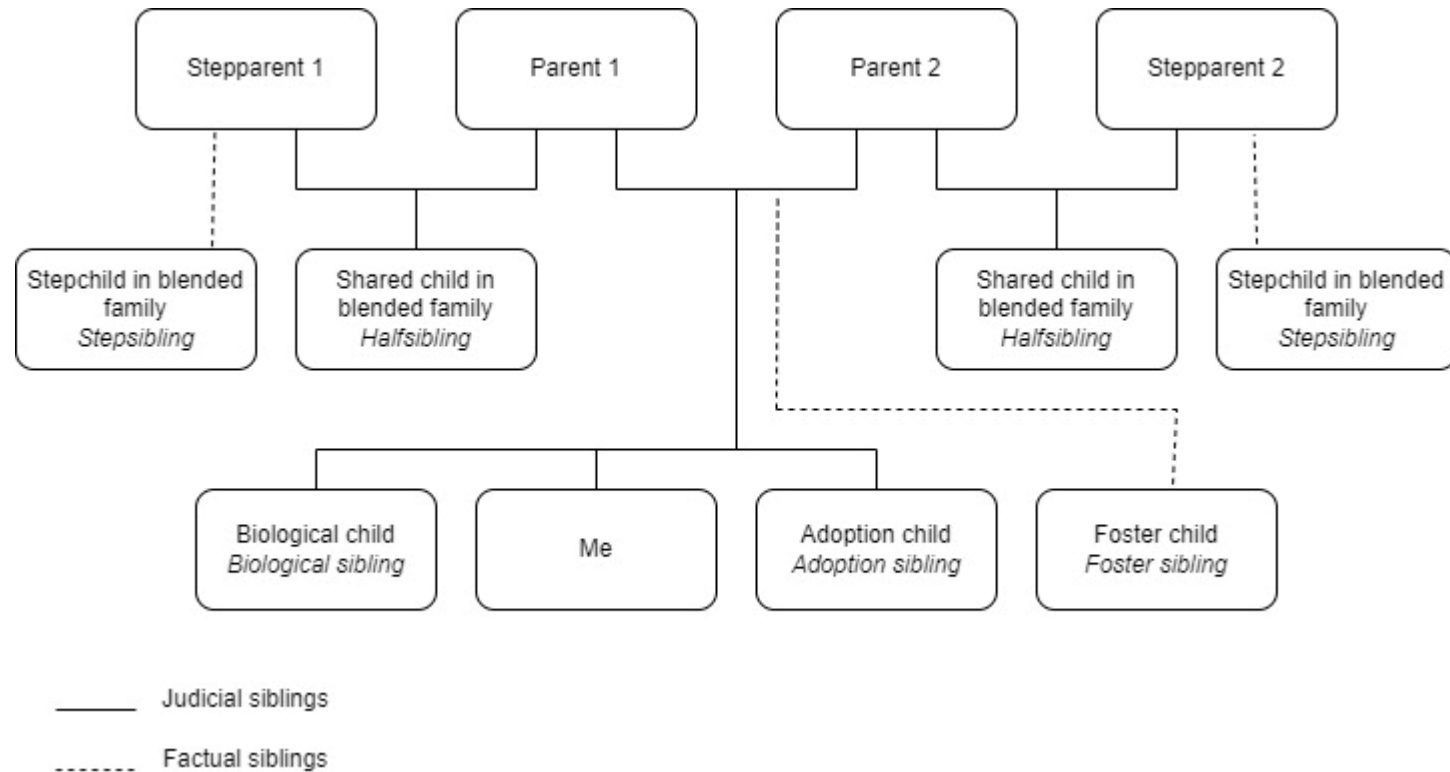 Stepparent 1
Parent 1
Parent 2
Stepparent 2
Stepchild in blended
family
Stepsibling
Shared child in
blended family
Halfsibling
Shared child in
blended family
Halfsibling
Stepchild in blended
family
Stepsibling
Biological child
Biological sibling
Me
Adoption child
Adoption sibling
Foster child
Foster sibling
Judicial siblings
Factual siblings